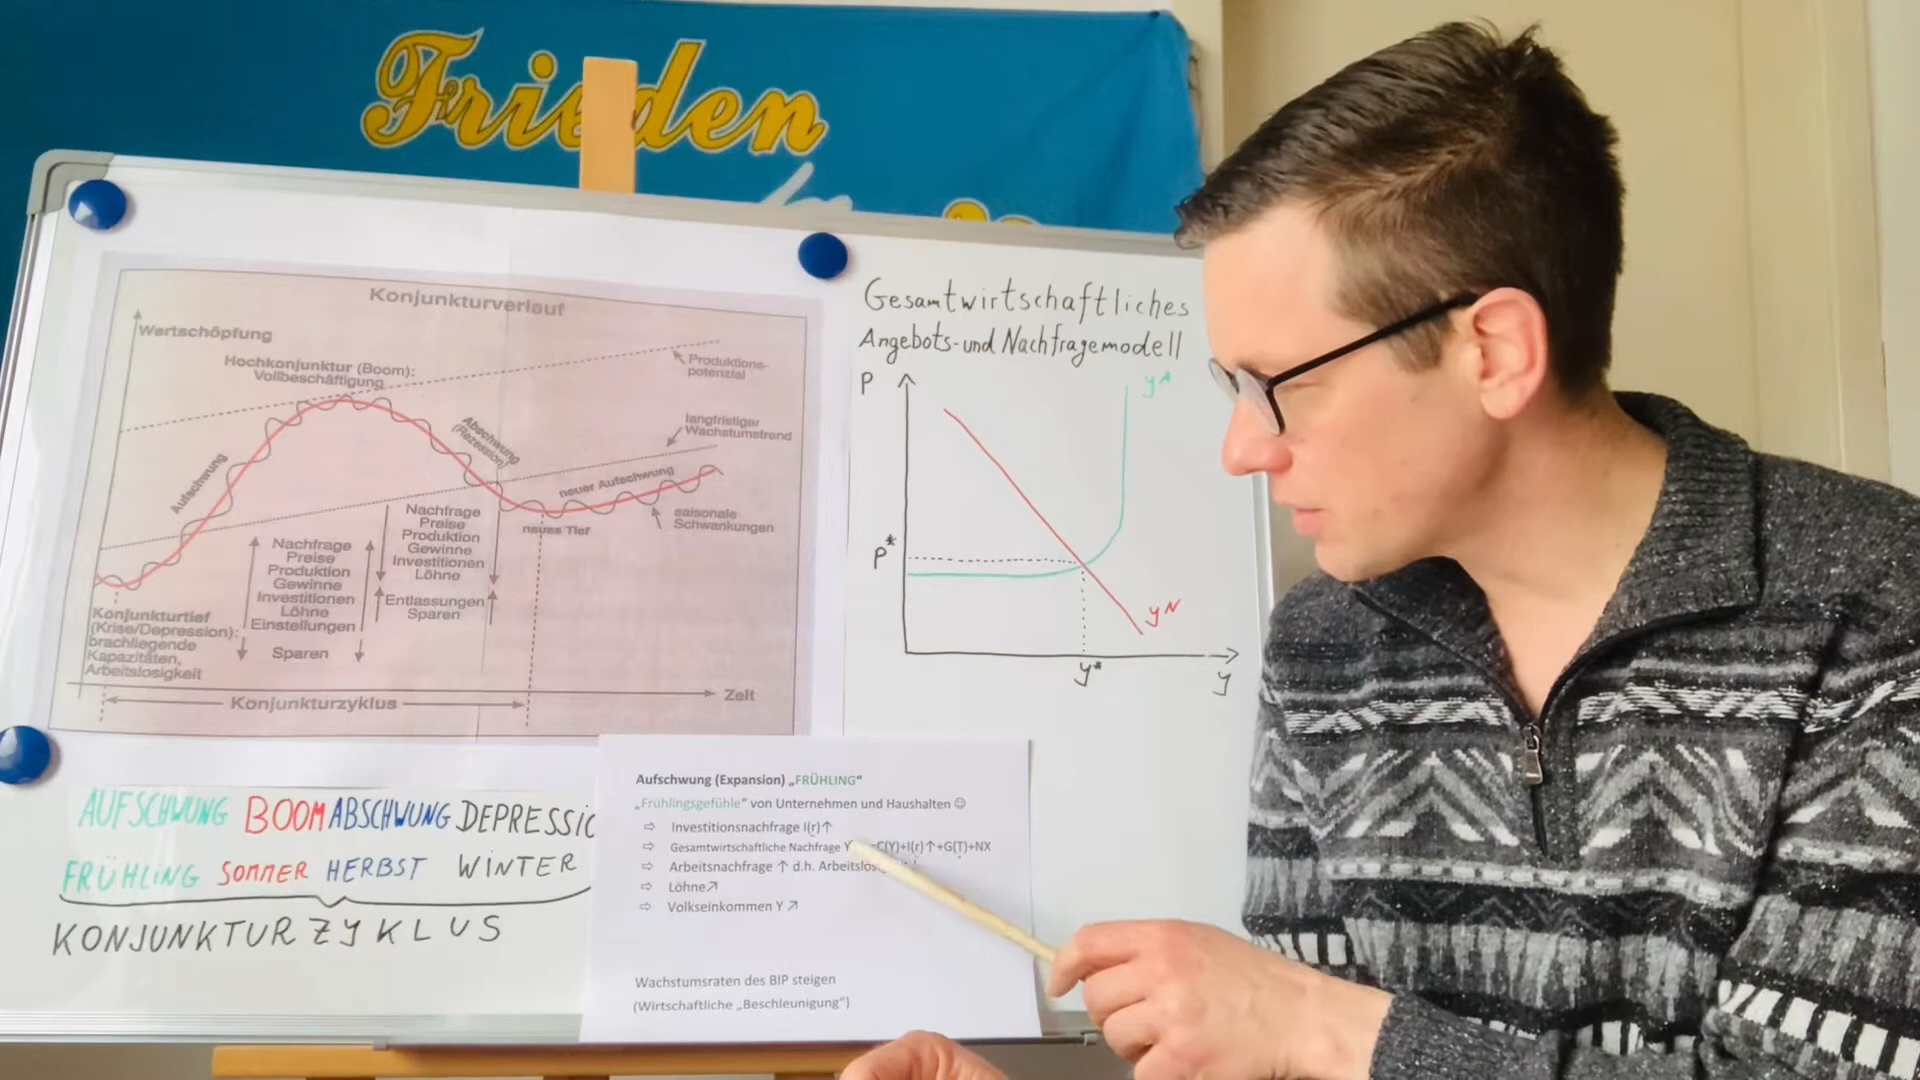 Frieden
Konjunkturverlauf
Wertschöpfung
Hochkonjunktur (Boom):
Vollbeschäftigung
Produktions-
potenzial
langfristiger
Wachstumstrend
Aufschwung
Abschwung
(Rezession)
neuer Aufschwung
saisonale
Schwankungen
neues Tief
Nachfrage
Preise
Produktion
Gewinne
Investitionen
Löhne
Einstellungen
Sparen
Nachfrage
Preise
Produktion
Gewinne
Investitionen
Löhne
Entlassungen
Sparen
Konjunkturtief
(Krise/Depression):
brachliegende
Kapazitäten,
Arbeitslosigkeit
Zeit
Konjunkturzyklus
Gesamtwirtschaftliches
Angebots- und Nachfragemodell
P
y^A
P*
y^N
y*
y
AUFSCHWUNG BOOM ABSCHWUNG DEPRESSIO
FRÜHLING SOMMER HERBST WINTER
KONJUNKTURZYKLUS
Aufschwung (Expansion) „FRÜHLING“
„Frühlingsgefühle“ von Unternehmen und Haushalten ☺
⇨ Investitionsnachfrage I(r)↑
⇨ Gesamtwirtschaftliche Nachfrage Y =C(Y)+I(r)↑+G(T)+NX
⇨ Arbeitsnachfrage ↑ d.h.
⇨ Löhne↗
⇨ Volkseinkommen Y ↗
Wachstumsraten des BIP steigen
(Wirtschaftliche „Beschleunigung“)